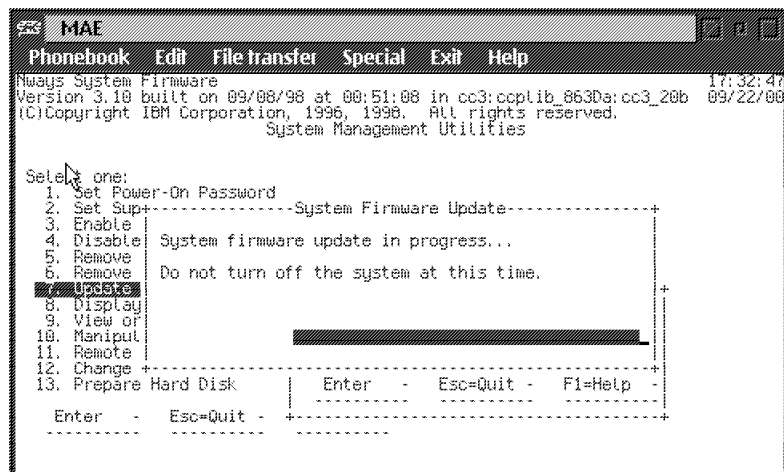 MAE
Phonebook Edit File transfer Special Exit Help
Nways System Firmware 17:32:47
Version 3.10 built on 09/08/98 at 00:51:08 in cc3:ccplib_863Da:cc3_20b 09/22/00
(C)Copyright IBM Corporation, 1996, 1998. All rights reserved.
System Management Utilities
Select one:
1. Set Power-On Password
2. Set Sup
System Firmware Update
3. Enable
4. Disable System firmware update in progress...
5. Remove
6. Remove Do not turn off the system at this time.
7. Update
8. Display
9. View or
10. Manipul
11. Remote
12. Change
13. Prepare Hard Disk Enter - Esc=Quit - F1=Help -
Enter - Esc=Quit -